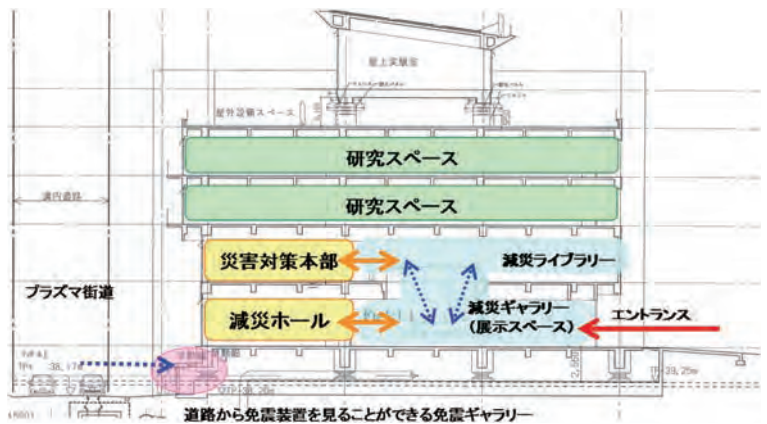 屋上実験室
屋外設備スペース
研究スペース
研究スペース
構内道路
災害対策本部
減災ライブラリー
プラズマ街道
減災ホール
減災ギャラリー
(展示スペース)
エントランス
道路から免震装置を見ることができる免震ギャラリー